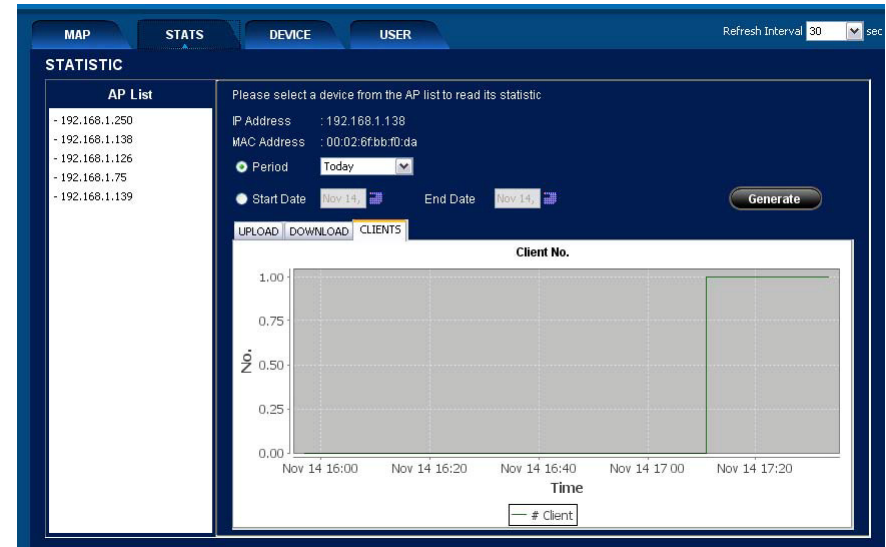 MAP STATS DEVICE USER Refresh Interval 30 sec
STATISTIC
AP List
- 192.168.1.250
- 192.168.1.138
- 192.168.1.126
- 192.168.1.75
- 192.168.1.139
Please select a device from the AP list to read its statistic
IP Address : 192.168.1.138
MAC Address : 00:02:6f:bb:f0:da
Period Today
Start Date Nov 14, End Date Nov 14, Generate
UPLOAD DOWNLOAD CLIENTS
Client No.
1.00
0.75
0.50
0.25
0.00
No.
Nov 14 16:00 Nov 14 16:20 Nov 14 16:40 Nov 14 17:00 Nov 14 17:20
Time
# Client